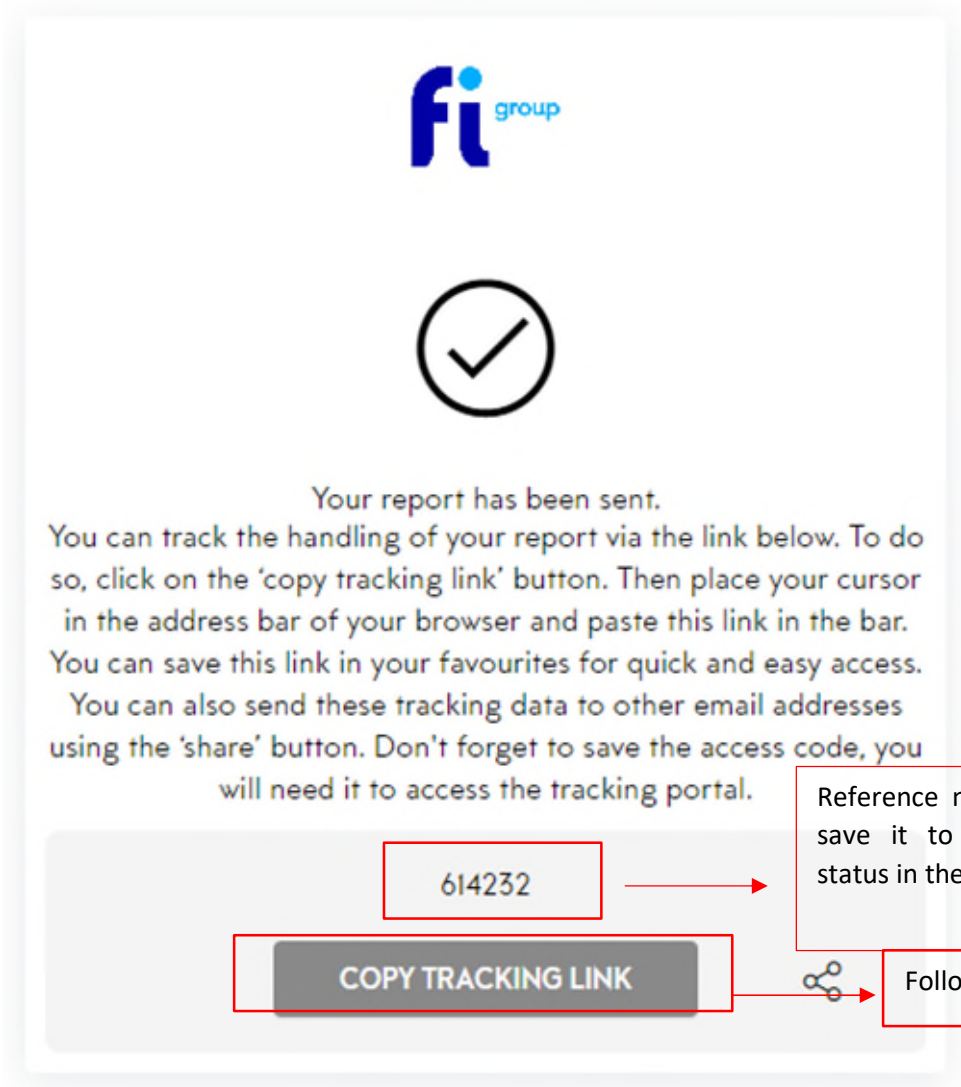 fi group
Your report has been sent.
You can track the handling of your report via the link below. To do
so, click on the ‘copy tracking link’ button. Then place your cursor
in the address bar of your browser and paste this link in the bar.
You can save this link in your favourites for quick and easy access.
You can also send these tracking data to other email addresses
using the ‘share’ button. Don't forget to save the access code, you
will need it to access the tracking portal.
Reference
save it to
status in the
614232
COPY TRACKING LINK